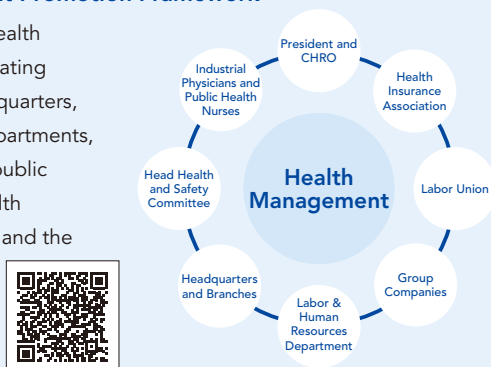 Promotion Framework
ealth
ating
quarters,
partments,
public
lth
and the
President and
CHRO
Health
Insurance
Association
Labor Union
Group
Companies
Labor &
Human
Resources
Department
Headquarters
and Branches
Head Health
and Safety
Committee
Industrial
Physicians and
Public Health
Nurses
Health
Management